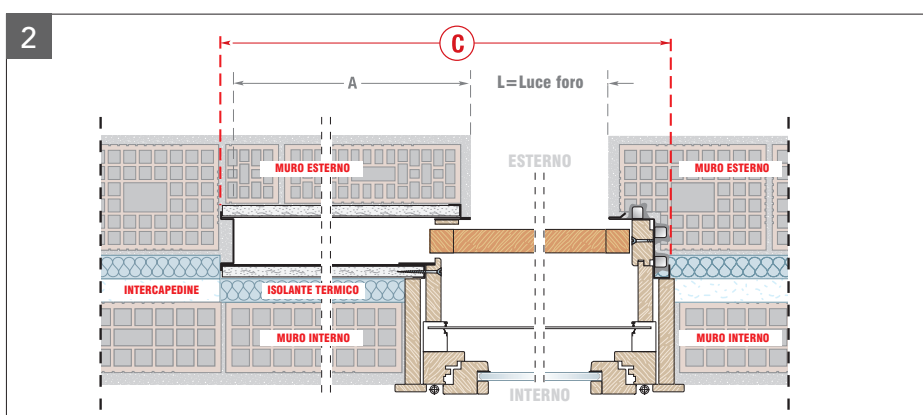 2
C
A
L=Luce foro
MURO ESTERNO
ESTERNO
MURO ESTERNO
INTERCAPEDINE
ISOLANTE TERMICO
MURO INTERNO
MURO INTERNO
INTERNO